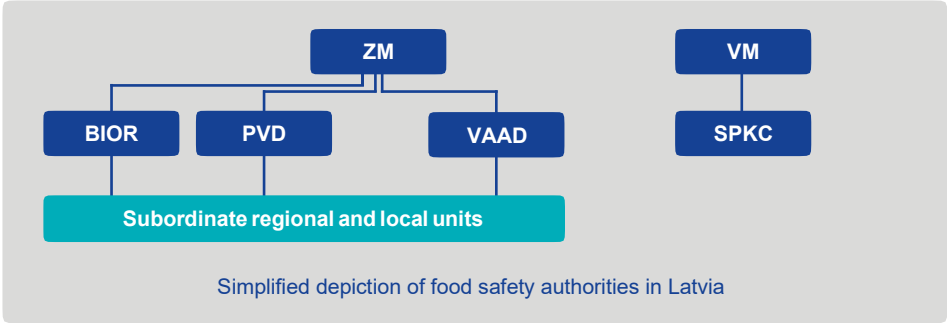 ZM
VM
BIOR
PVD
VAAD
SPKC
Subordinate regional and local units
Simplified depiction of food safety authorities in Latvia